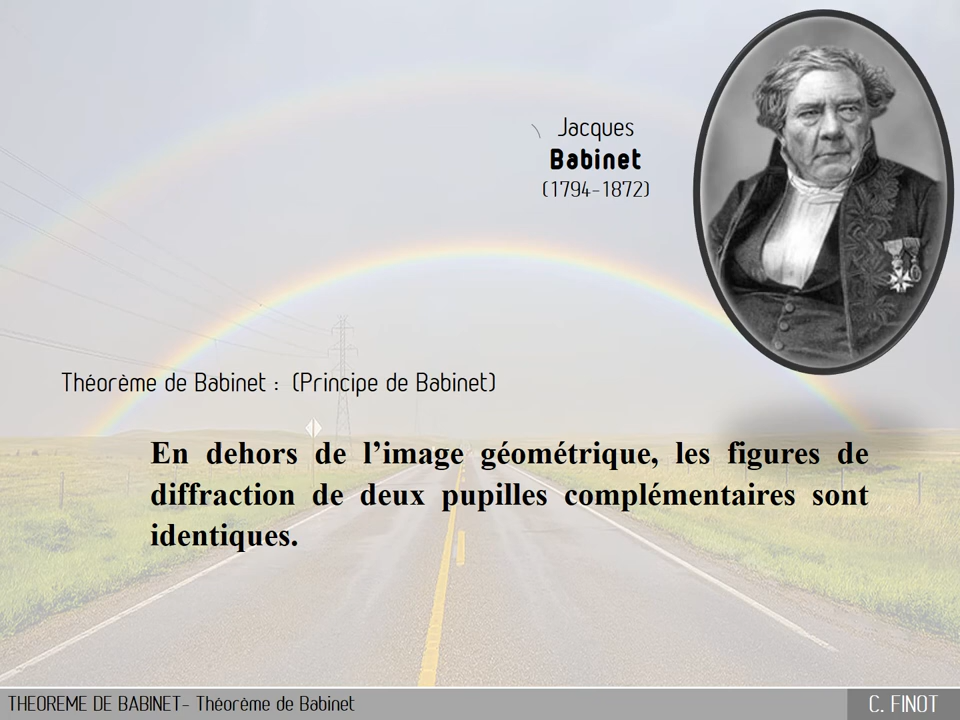 Jacques
Babinet
(1794-1872)
Théorème de Babinet : (Principe de Babinet)
En dehors de l’image géométrique, les figures de
diffraction de deux pupilles complémentaires sont
identiques.
THEOREME DE BABINET- Théorème de Babinet
C. FINOT